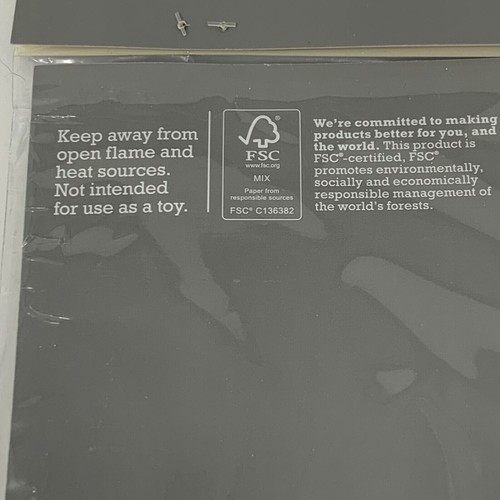 Keep away from
open flame and
heat sources.
Not intended
for use as a toy.
FSC
www.fsc.org
MIX
Paper from
responsible sources
FSC® C136382
We're committed to making
products better for you, and
the world. This product is
FSC®-certified, FSC®
promotes environmentally,
socially and economically
responsible management of
the world's forests.